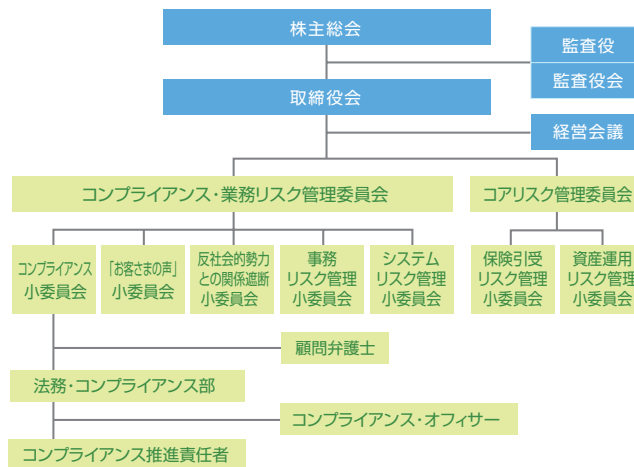 株主総会
監査役
監査役会
取締役会
経営会議
コンプライアンス・業務リスク管理委員会
コアリスク管理委員会
コンプライアンス
小委員会
「お客さまの声」
小委員会
反社会的勢力
との関係遮断
小委員会
事務
リスク管理
小委員会
システム
リスク管理
小委員会
保険引受
リスク管理
小委員会
資産運用
リスク管理
小委員会
顧問弁護士
法務・コンプライアンス部
コンプライアンス・オフィサー
コンプライアンス推進責任者